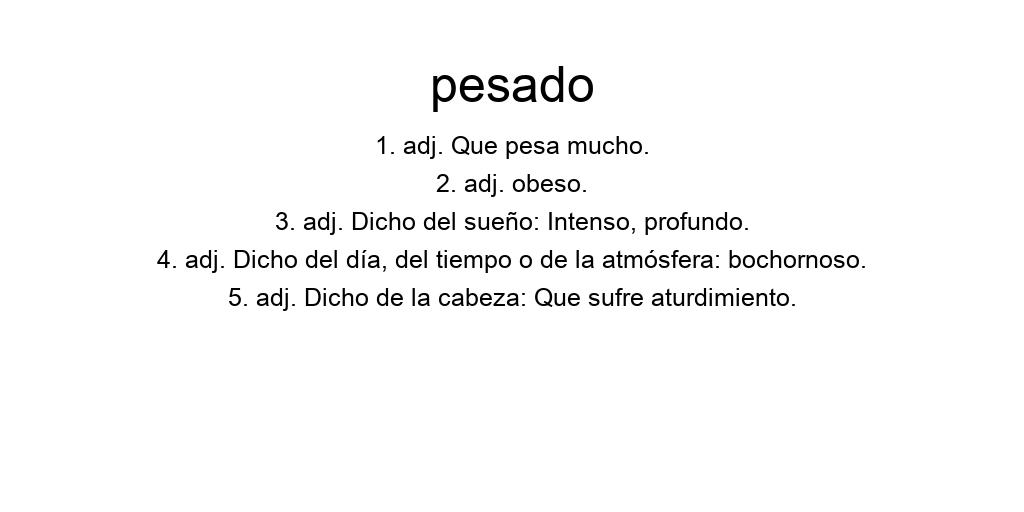 pesado
1. adj. Que pesa mucho.
2. adj. obeso.
3. adj. Dicho del sueño: Intenso, profundo.
4. adj. Dicho del día, del tiempo o de la atmósfera: bochornoso.
5. adj. Dicho de la cabeza: Que sufre aturdimiento.